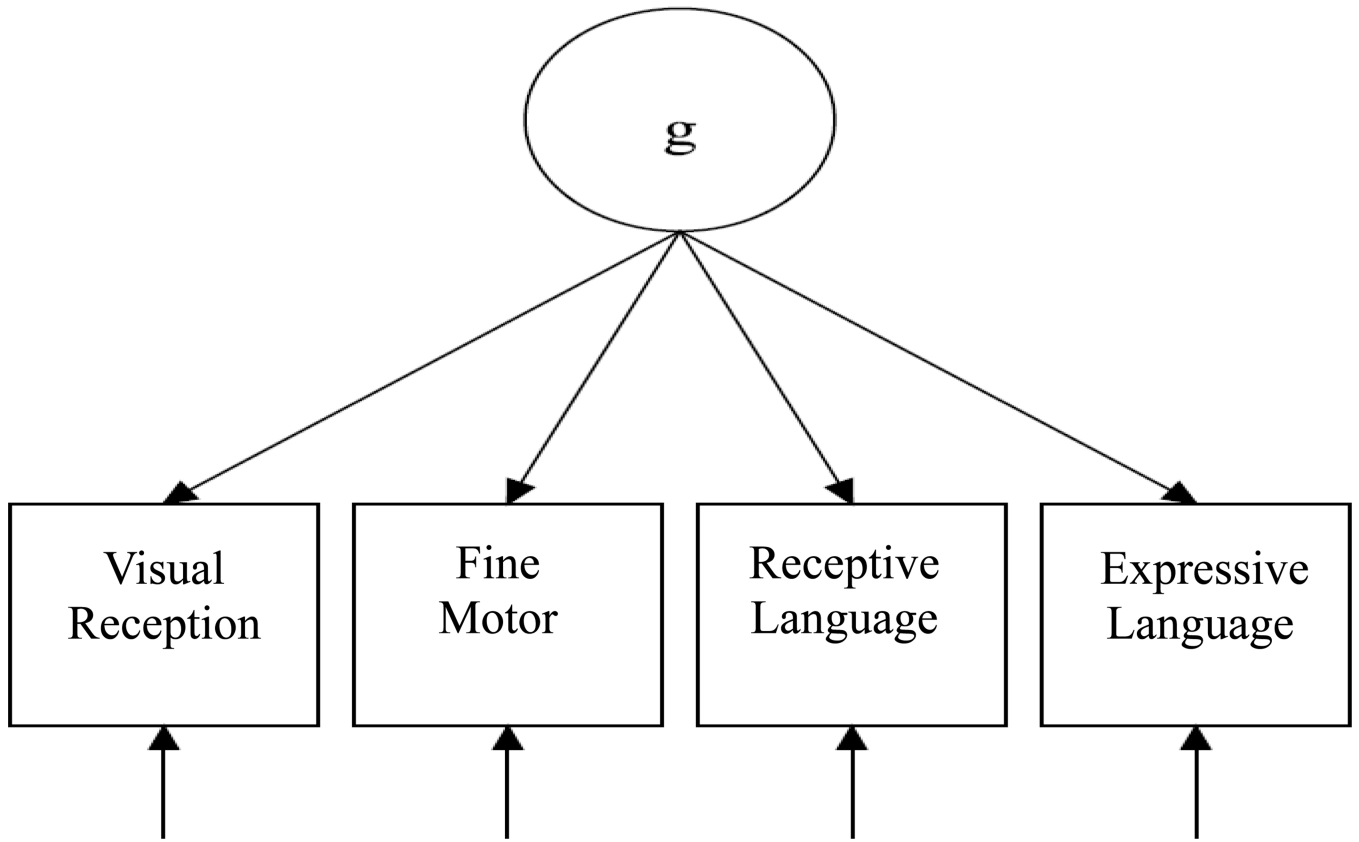 g
Visual
Reception
Fine
Motor
Receptive
Language
Expressive
Language